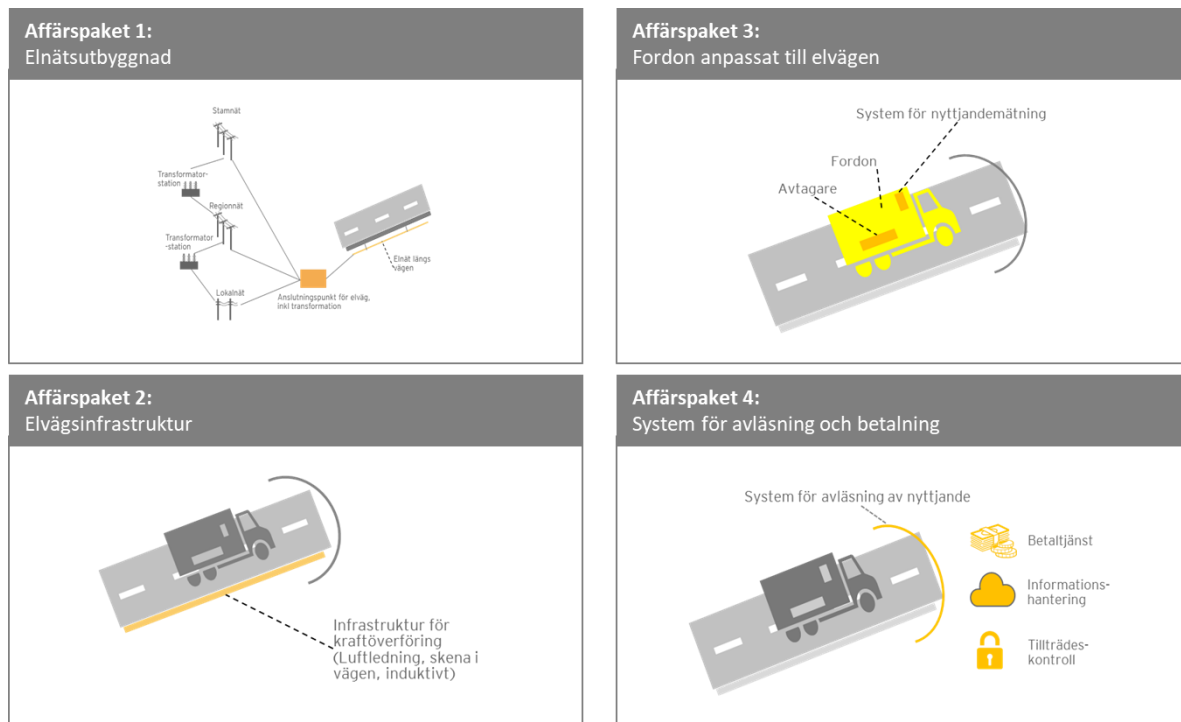 Affärspaket 1:
Elnätsutbyggnad
Stamnät
Transformator-
station
Regionnät
Transformator
-station
Lokalnät
Elnät längs
vägen
Anslutningspunkt för elväg,
inkl transformation
Affärspaket 3:
Fordon anpassat till elvägen
System för nyttjandemätning
Fordon
Avtagare
Affärspaket 2:
Elvägsinfrastruktur
Infrastruktur för
kraftöverföring
(Luftledning, skena i
vägen, induktivt)
Affärspaket 4:
System för avläsning och betalning
System för avläsning av nyttjande
Betaltjänst
Informations-
hantering
Tillträdes-
kontroll